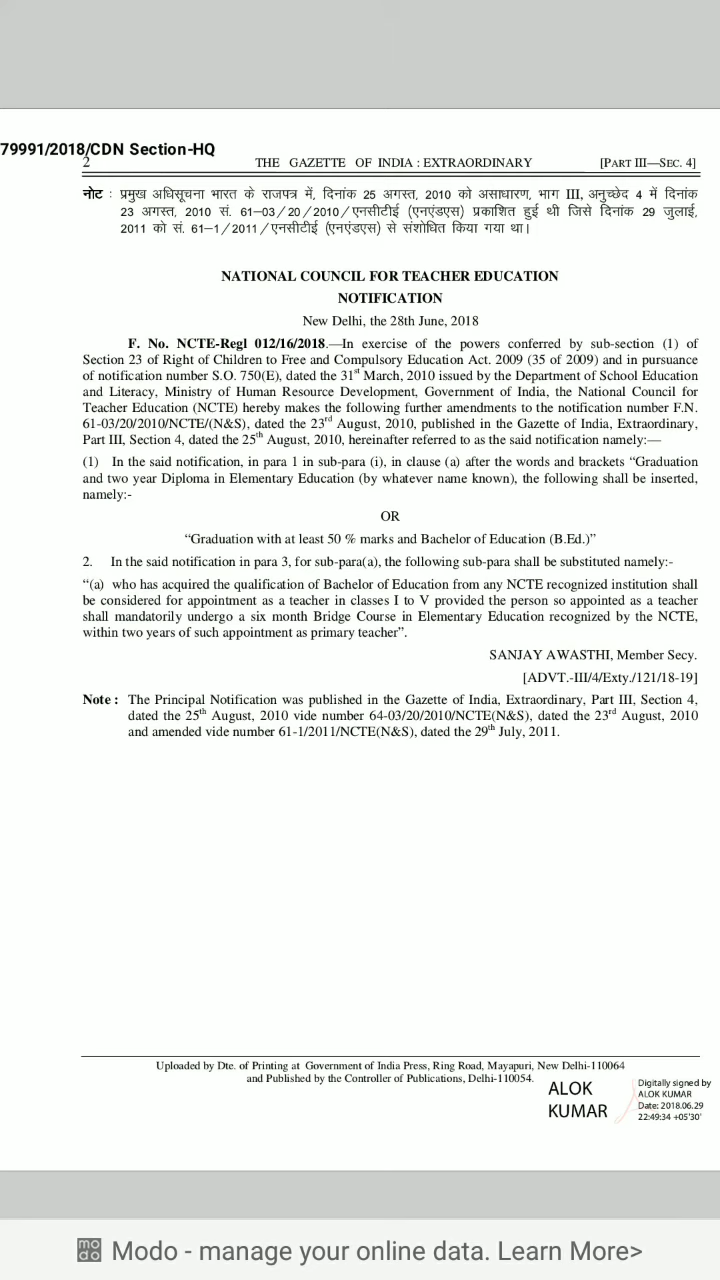 79991/2018/CDN Section-HQ
2 THE GAZETTE OF INDIA : EXTRAORDINARY [PART III—SEC. 4]
नोट : प्रमुख अधिसूचना भारत के राजपत्र में, दिनांक 25 अगस्त, 2010 को असाधारण, भाग III, अनुच्छेद 4 में दिनांक
23 अगस्त, 2010 सं. 61–03/20/2010/एनसीटीई (एनएंडएस) प्रकाशित हुई थी जिसे दिनांक 29 जुलाई,
2011 को सं. 61–1/2011/एनसीटीई (एनएंडएस) से संशोधित किया गया था।
NATIONAL COUNCIL FOR TEACHER EDUCATION
NOTIFICATION
New Delhi, the 28th June, 2018
F. No. NCTE-Regl 012/16/2018.—In exercise of the powers conferred by sub-section (1) of
Section 23 of Right of Children to Free and Compulsory Education Act. 2009 (35 of 2009) and in pursuance
of notification number S.O. 750(E), dated the 31st March, 2010 issued by the Department of School Education
and Literacy, Ministry of Human Resource Development, Government of India, the National Council for
Teacher Education (NCTE) hereby makes the following further amendments to the notification number F.N.
61-03/20/2010/NCTE/(N&S), dated the 23rd August, 2010, published in the Gazette of India, Extraordinary,
Part III, Section 4, dated the 25th August, 2010, hereinafter referred to as the said notification namely:—
(1) In the said notification, in para 1 in sub-para (i), in clause (a) after the words and brackets “Graduation
and two year Diploma in Elementary Education (by whatever name known), the following shall be inserted,
namely:-
OR
“Graduation with at least 50 % marks and Bachelor of Education (B.Ed.)”
2. In the said notification in para 3, for sub-para(a), the following sub-para shall be substituted namely:-
“(a) who has acquired the qualification of Bachelor of Education from any NCTE recognized institution shall
be considered for appointment as a teacher in classes I to V provided the person so appointed as a teacher
shall mandatorily undergo a six month Bridge Course in Elementary Education recognized by the NCTE,
within two years of such appointment as primary teacher”.
SANJAY AWASTHI, Member Secy.
[ADVT.-III/4/Exty./121/18-19]
Note : The Principal Notification was published in the Gazette of India, Extraordinary, Part III, Section 4,
dated the 25th August, 2010 vide number 64-03/20/2010/NCTE(N&S), dated the 23rd August, 2010
and amended vide number 61-1/2011/NCTE(N&S), dated the 29th July, 2011.
Uploaded by Dte. of Printing at Government of India Press, Ring Road, Mayapuri, New Delhi-110064
and Published by the Controller of Publications, Delhi-110054.
ALOK
KUMAR
Digitally signed by
ALOK KUMAR
Date: 2018.06.29
22:49:34 +05'30'
mo
do
Modo - manage your online data. Learn More>